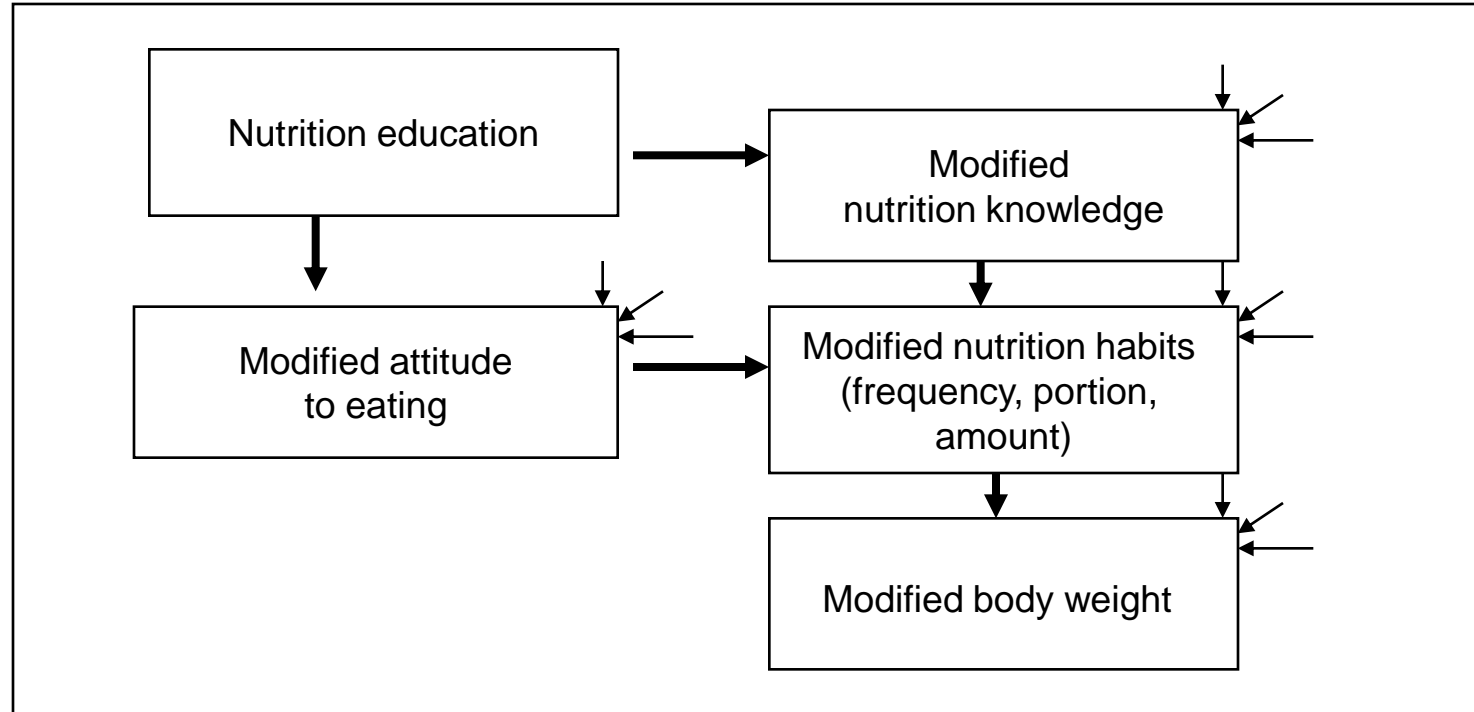 Nutrition education
Modified
nutrition knowledge
Modified attitude
to eating
Modified nutrition habits
(frequency, portion,
amount)
Modified body weight